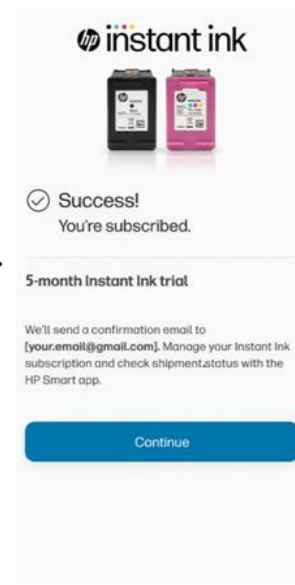 hp instant ink
Success!
You're subscribed.
5-month Instant Ink trial
We'll send a confirmation email to
[your.email@gmail.com]. Manage your Instant Ink
subscription and check shipment status with the
HP Smart app.
Continue